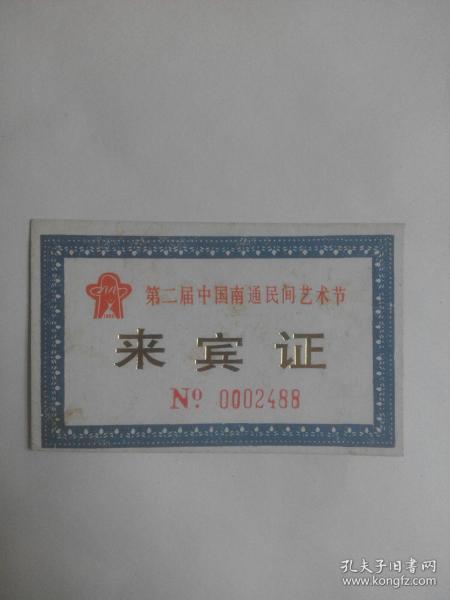 第二届中国南通民间艺术节
来宾证
Nº 0002488
孔夫子旧书网
www.kongfz.com